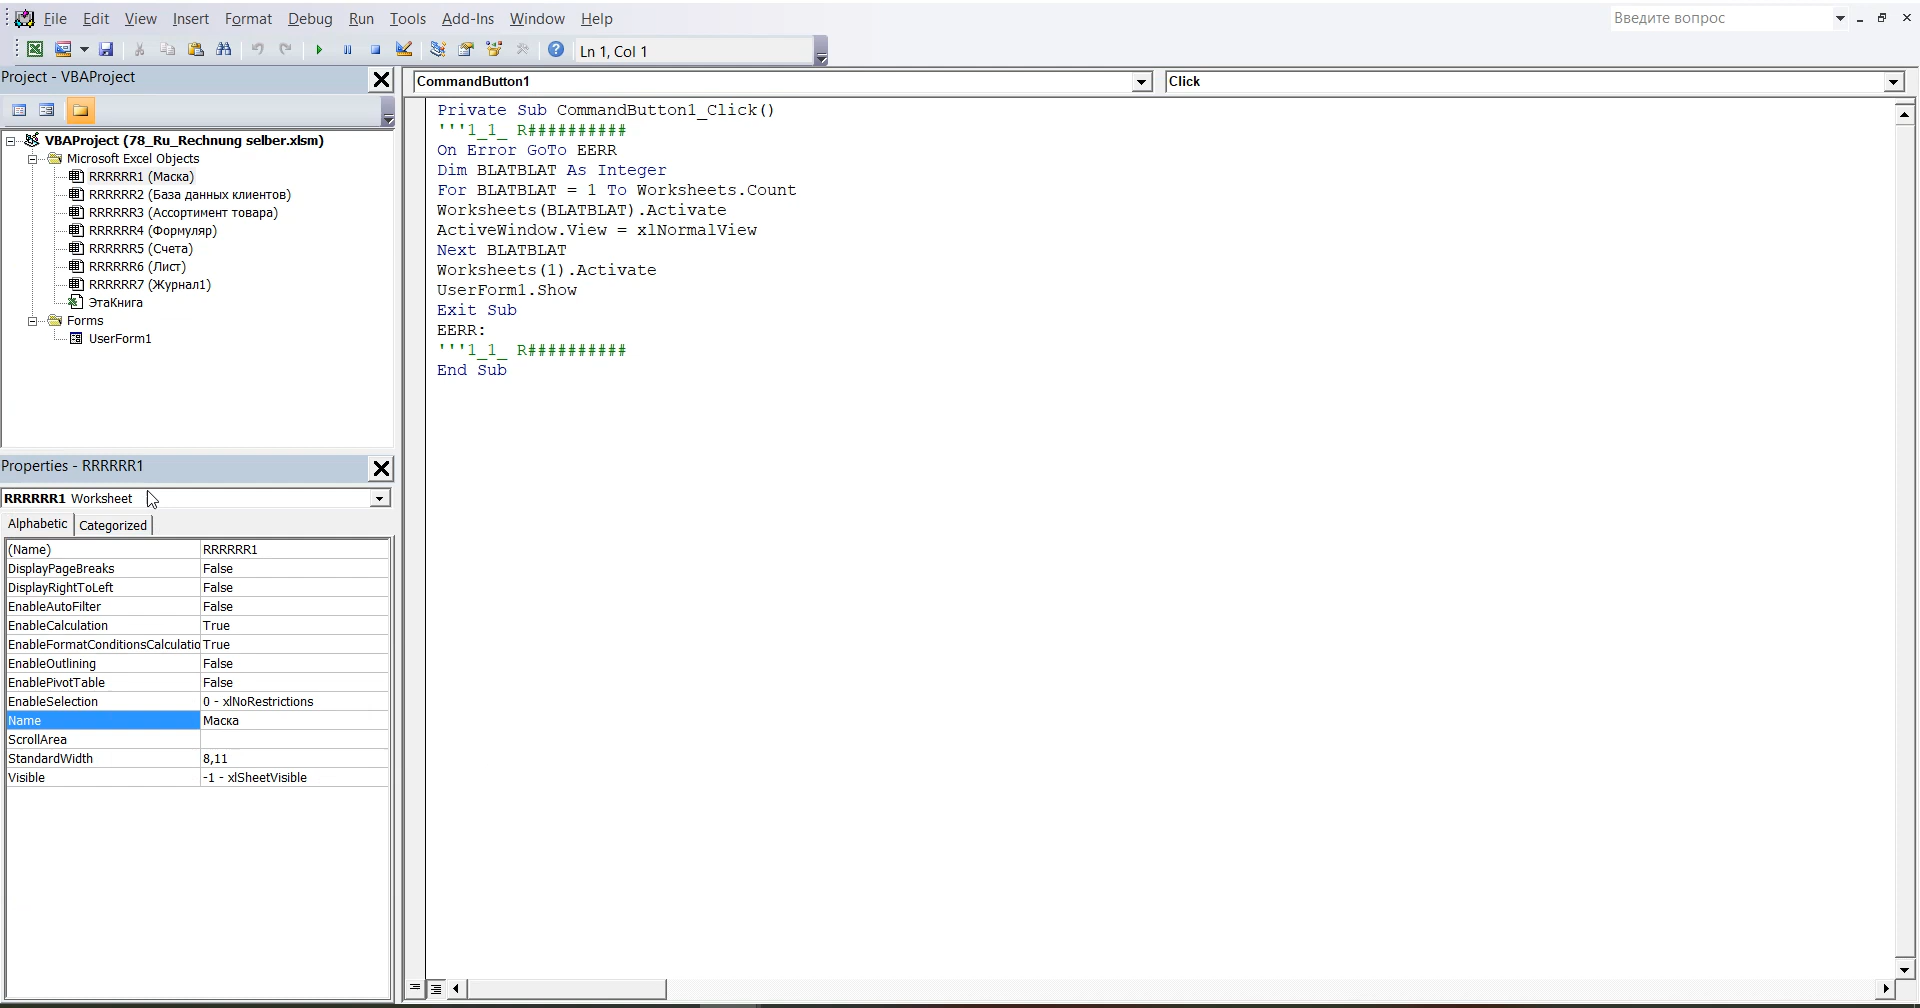 File Edit View Insert Format Debug Run Tools Add-Ins Window Help
Введите вопрос
Ln 1, Col 1
Project - VBAProject
VBAProject (78_Ru_Rechnung selber.xlsm)
Microsoft Excel Objects
RRRRRR1 (Маска)
RRRRRR2 (База данных клиентов)
RRRRRR3 (Ассортимент товара)
RRRRRR4 (Формуляр)
RRRRRR5 (Счета)
RRRRRR6 (Лист)
RRRRRR7 (Журнал1)
ЭтаКнига
Forms
UserForm1
Properties - RRRRRR1
RRRRRR1 Worksheet
Alphabetic Categorized
(Name) RRRRRR1
DisplayPageBreaks False
DisplayRightToLeft False
EnableAutoFilter False
EnableCalculation True
EnableFormatConditionsCalculatio True
EnableOutlining False
EnablePivotTable False
EnableSelection 0 - xlNoRestrictions
Name Маска
ScrollArea
StandardWidth 8,11
Visible -1 - xlSheetVisible
CommandButton1
Click
Private Sub CommandButton1_Click()
'''1_1_ R##########
On Error GoTo EERR
Dim BLATBLAT As Integer
For BLATBLAT = 1 To Worksheets.Count
Worksheets(BLATBLAT).Activate
ActiveWindow.View = xlNormalView
Next BLATBLAT
Worksheets(1).Activate
UserForm1.Show
Exit Sub
EERR:
'''1_1_ R##########
End Sub